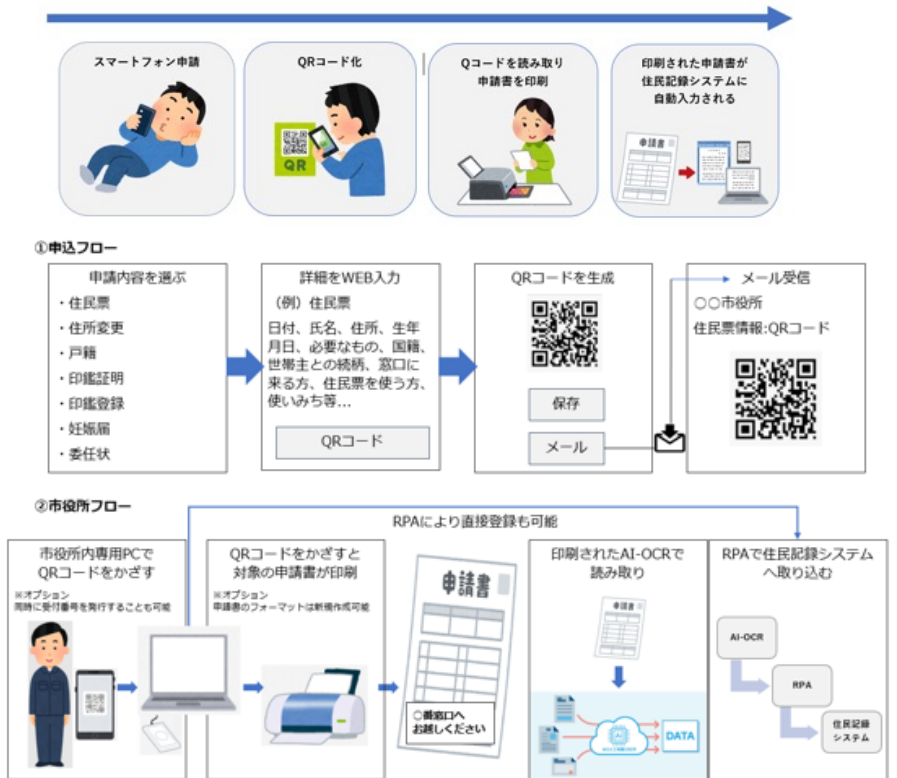 スマートフォン申請
QRコード化
Qコードを読み取り
申請書を印刷
印刷された申請書が
住民記録システムに
自動入力される
QR
申請書
①申込フロー
申請内容を選ぶ
・住民票
・住所変更
・戸籍
・印鑑証明
・印鑑登録
・妊娠届
・委任状
詳細をWEB入力
（例）住民票
日付、氏名、住所、生年
月日、必要なもの、国籍、
世帯主との続柄、窓口に
来る方、住民票を使う方、
使いみち等…
QRコード
QRコードを生成
保存
メール
メール受信
○○市役所
住民票情報:QRコード
②市役所フロー
RPAにより直接登録も可能
市役所内専用PCで
QRコードをかざす
※オプション
同時に受付番号を発行することも可能
QRコードをかざすと
対象の申請書が印刷
※オプション
申請書のフォーマットは新規作成可能
申請書
○番窓口へ
お越しください
印刷されたAI-OCRで
読み取り
申請書
AI
DATA
RPAで住民記録システム
へ取り込む
AI-OCR
RPA
住民記録
システム